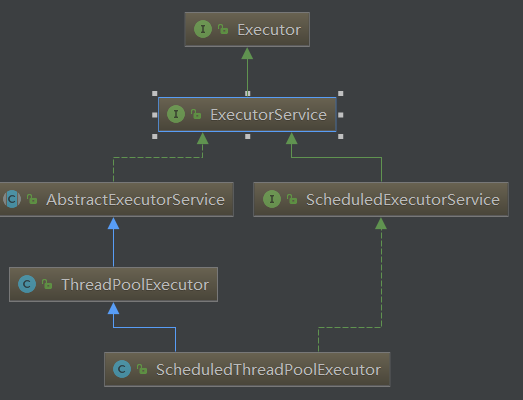 I Executor
I ExecutorService
C AbstractExecutorService
I ScheduledExecutorService
C ThreadPoolExecutor
C ScheduledThreadPoolExecutor